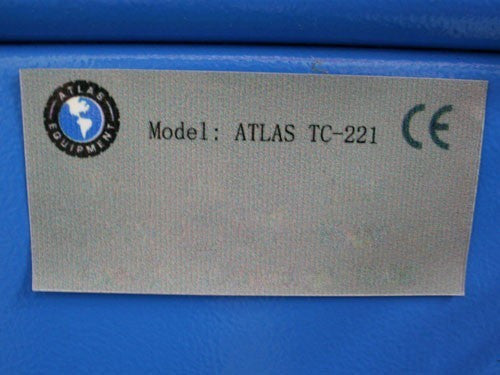 ATLAS
EQUIPMENT
Model: ATLAS TC-221
CE